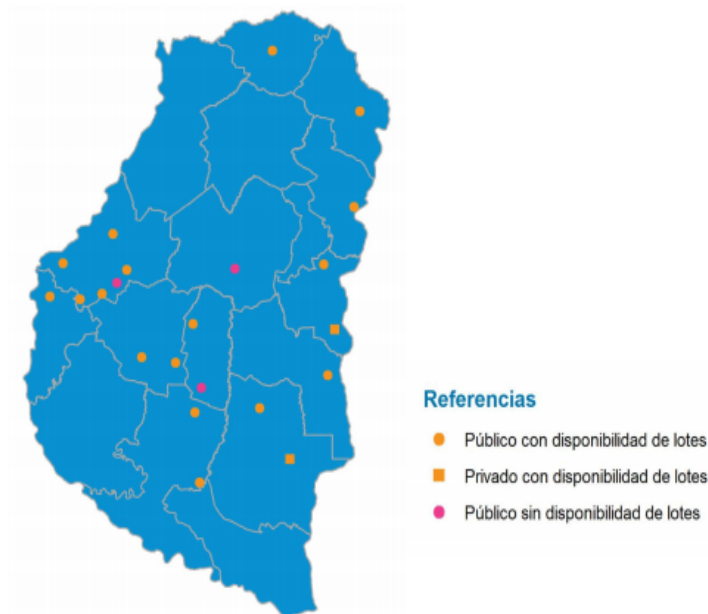 Referencias
Público con disponibilidad de lotes
Privado con disponibilidad de lotes
Público sin disponibilidad de lotes